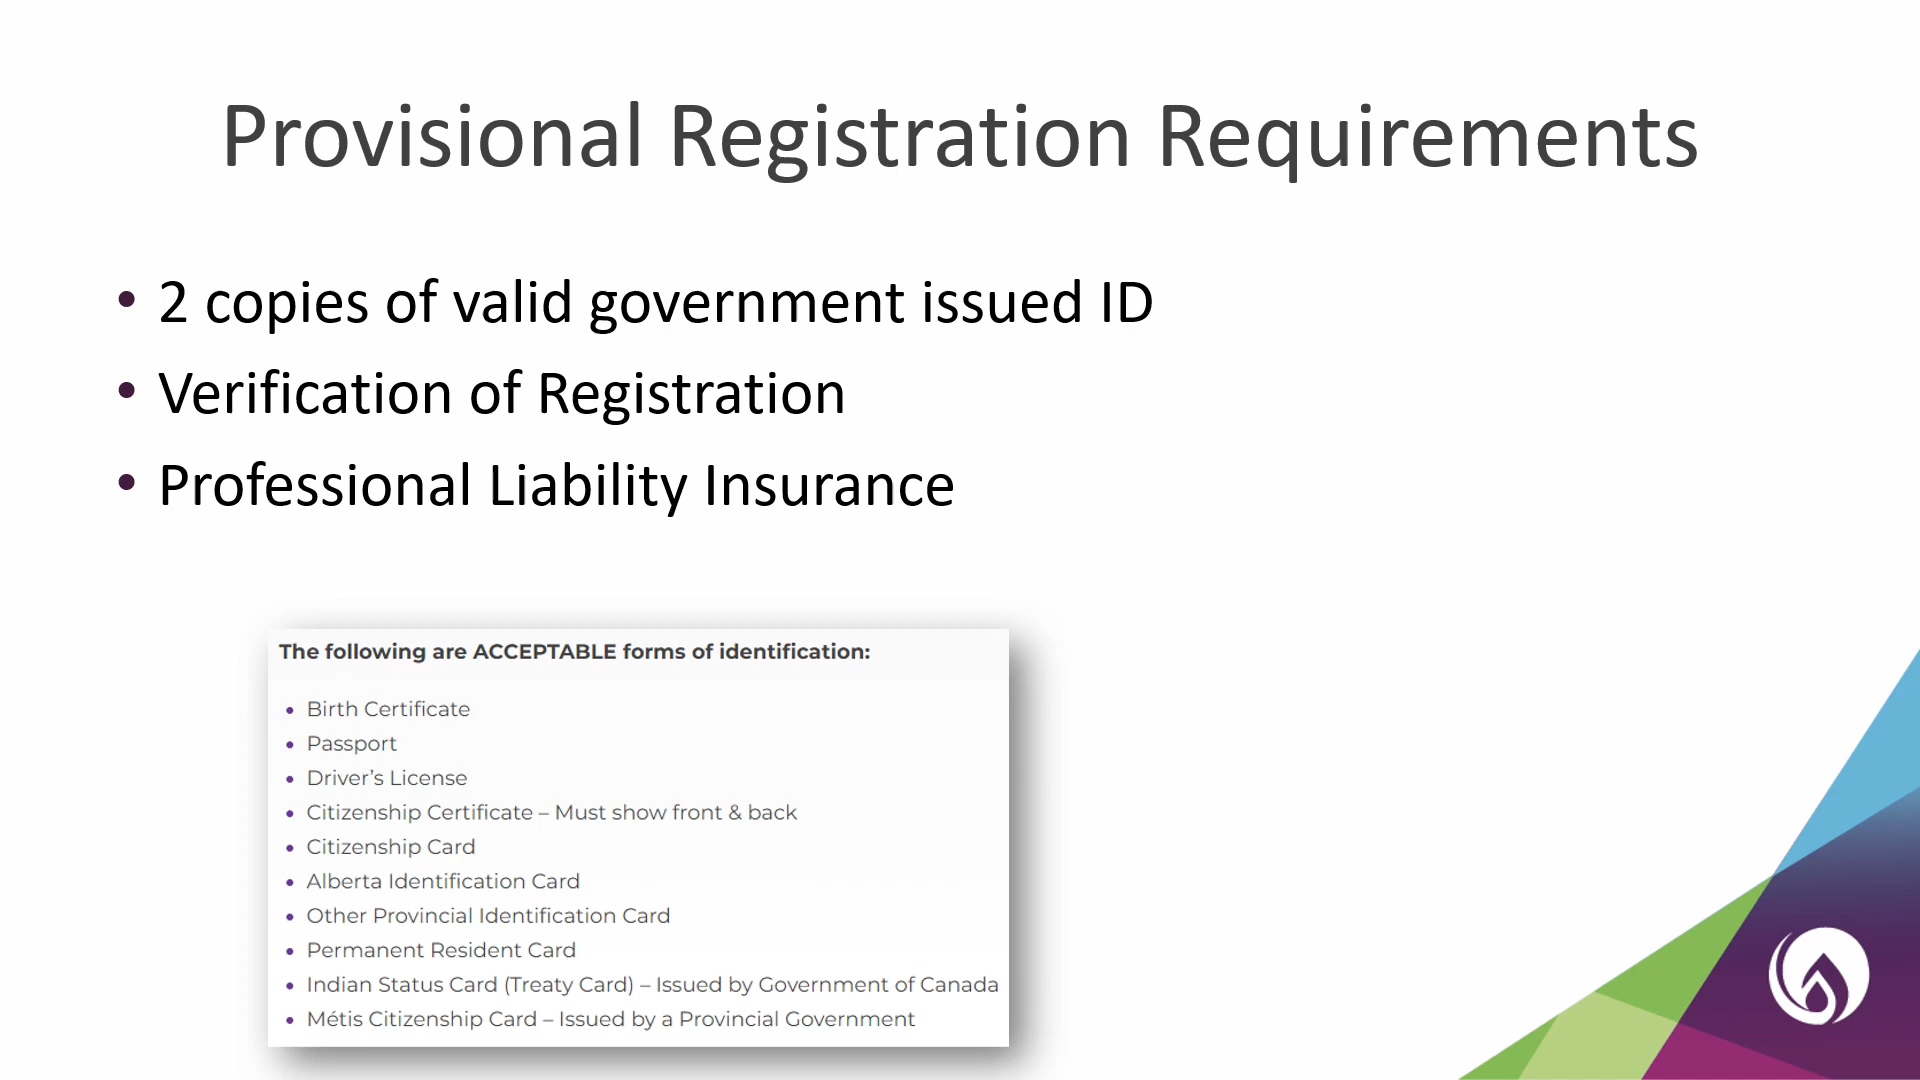 Provisional Registration Requirements
• 2 copies of valid government issued ID
• Verification of Registration
• Professional Liability Insurance
The following are ACCEPTABLE forms of identification:
• Birth Certificate
• Passport
• Driver’s License
• Citizenship Certificate – Must show front & back
• Citizenship Card
• Alberta Identification Card
• Other Provincial Identification Card
• Permanent Resident Card
• Indian Status Card (Treaty Card) – Issued by Government of Canada
• Métis Citizenship Card – Issued by a Provincial Government